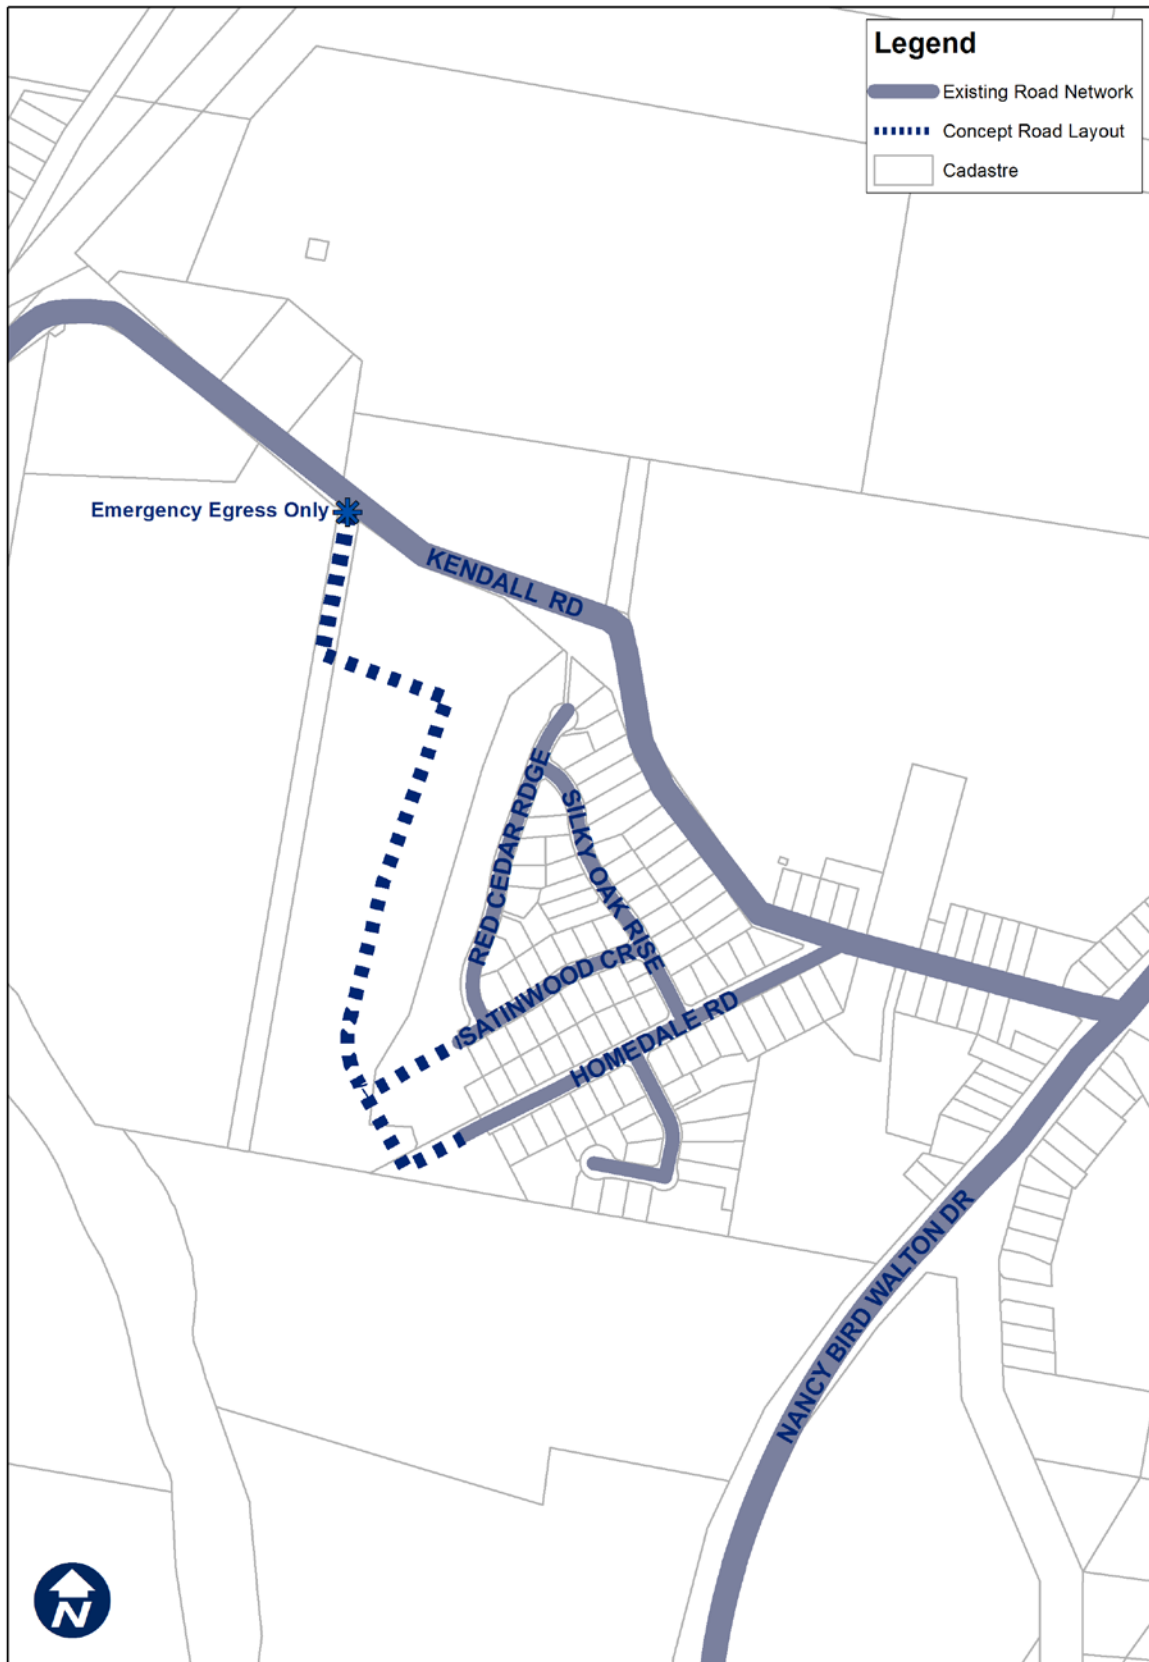 Legend
Existing Road Network
Concept Road Layout
Cadastre
Emergency Egress Only
KENDALL RD
RED CEDAR RDGE
SILKY OAK RISE
SATINWOOD CR
HOMEDALE RD
NANCY BIRD WALTON DR
N